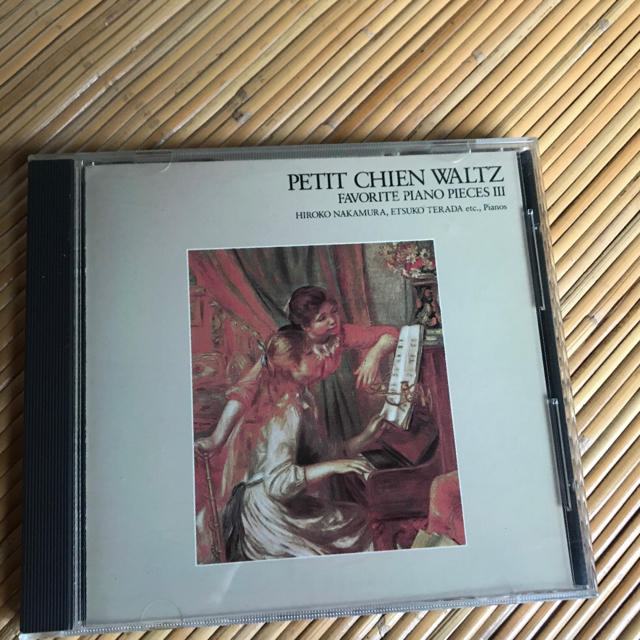 PETIT CHIEN WALTZ
FAVORITE PIANO PIECES III
HIROKO NAKAMURA, ETSUKO TERADA etc., Pianos